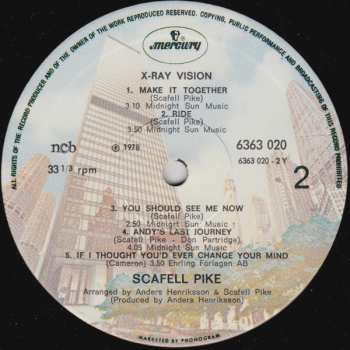 ALL RIGHTS OF THE RECORD PRODUCER AND OF THE OWNER OF THE WORK REPRODUCED RESERVED. COPYING, PUBLIC PERFORMANCE AND BROADCASTING OF THIS RECORD PROHIBITED
mercury
X-RAY VISION
1. MAKE IT TOGETHER
(Scafell Pike)
3.10 Midnight Sun Music
2. RIDE
(Scafell Pike)
3.50 Midnight Sun Music
ncb
℗ 1978
6363 020
33 1/3 rpm
6363 020 - 2 Y
2
3. YOU SHOULD SEE ME NOW
(Scafell Pike)
2.50 Midnight Sun Music
4. ANDY'S LAST JOURNEY
(Scafell Pike - Don Partridge)
4.05 Midnight Sun Music
5. IF I THOUGHT YOU'D EVER CHANGE YOUR MIND
(Cameron) 3.50 Ehrling Förlagen AB
SCAFELL PIKE
Arranged by Anders Henriksson & Scafell Pike
(Produced by Anders Henriksson)
MARKETED BY PHONOGRAM